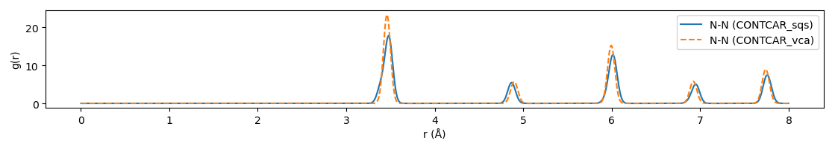 N-N (CONTCAR_sqs)
N-N (CONTCAR_vca)
g(r)
20
10
0
0 1 2 3 4 5 6 7 8
r (Å)